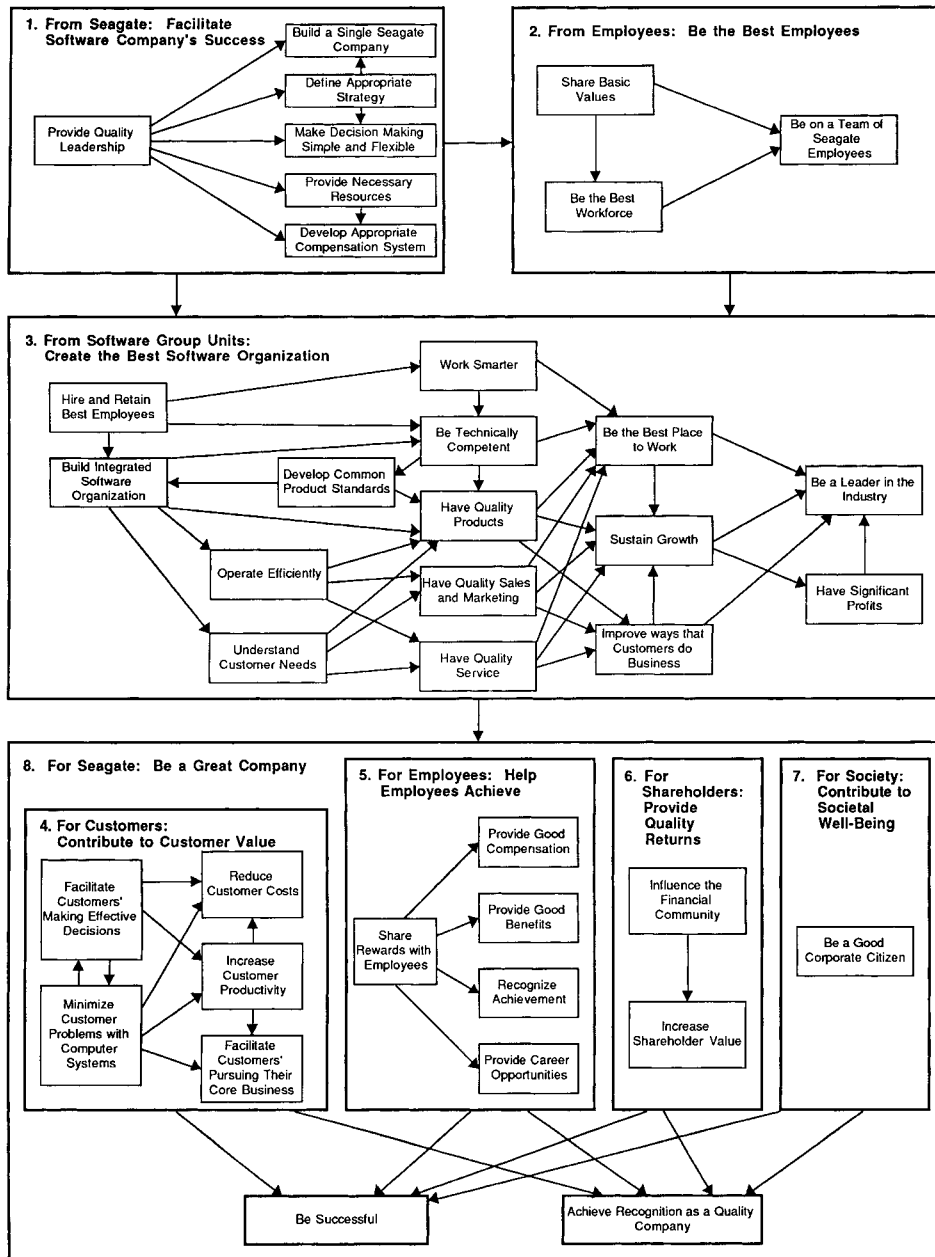 1. From Seagate: Facilitate
Software Company's Success
Build a Single Seagate
Company
Define Appropriate
Strategy
Provide Quality
Leadership
Make Decision Making
Simple and Flexible
Provide Necessary
Resources
Develop Appropriate
Compensation System
2. From Employees: Be the Best Employees
Share Basic
Values
Be on a Team of
Seagate
Employees
Be the Best
Workforce
3. From Software Group Units:
Create the Best Software Organization
Work Smarter
Hire and Retain
Best Employees
Be Technically
Competent
Be the Best Place
to Work
Build Integrated
Software
Organization
Develop Common
Product Standards
Be a Leader in the
Industry
Have Quality
Products
Sustain Growth
Operate Efficiently
Have Quality Sales
and Marketing
Have Significant
Profits
Understand
Customer Needs
Have Quality
Service
Improve ways that
Customers do
Business
8. For Seagate: Be a Great Company
4. For Customers:
Contribute to Customer Value
Facilitate
Customers'
Making Effective
Decisions
Reduce
Customer Costs
Increase
Customer
Productivity
Minimize
Customer
Problems with
Computer
Systems
Facilitate
Customers'
Pursuing Their
Core Business
5. For Employees: Help
Employees Achieve
Provide Good
Compensation
Provide Good
Benefits
Share
Rewards with
Employees
Recognize
Achievement
Provide Career
Opportunities
6. For
Shareholders:
Provide
Quality
Returns
Influence the
Financial
Community
Increase
Shareholder Value
7. For Society:
Contribute to
Societal
Well-Being
Be a Good
Corporate Citizen
Be Successful
Achieve Recognition as a Quality
Company